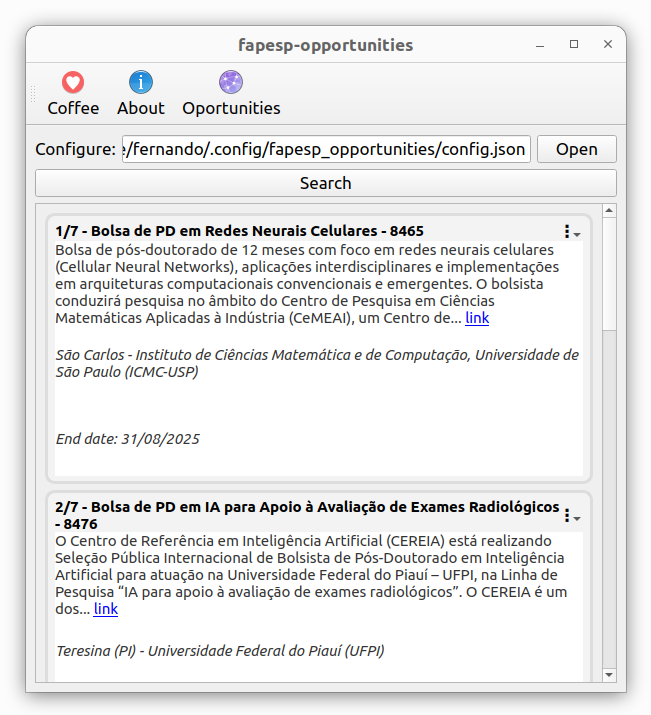 fapesp-opportunities
Coffee About Oportunities
Configure: /fernando/.config/fapesp_opportunities/config.json Open
Search
1/7 - Bolsa de PD em Redes Neurais Celulares - 8465
Bolsa de pós-doutorado de 12 meses com foco em redes neurais celulares
(Cellular Neural Networks), aplicações interdisciplinares e implementações
em arquiteturas computacionais convencionais e emergentes. O bolsista
conduzirá pesquisa no âmbito do Centro de Pesquisa em Ciências
Matemáticas Aplicadas à Indústria (CeMEAI), um Centro de... link
São Carlos - Instituto de Ciências Matemática e de Computação, Universidade de
São Paulo (ICMC-USP)
End date: 31/08/2025
2/7 - Bolsa de PD em IA para Apoio à Avaliação de Exames Radiológicos
- 8476
O Centro de Referência em Inteligência Artificial (CEREIA) está realizando
Seleção Pública Internacional de Bolsista de Pós-Doutorado em Inteligência
Artificial para atuação na Universidade Federal do Piauí – UFPI, na Linha de
Pesquisa “IA para apoio à avaliação de exames radiológicos”. O CEREIA é um
dos... link
Teresina (PI) - Universidade Federal do Piauí (UFPI)